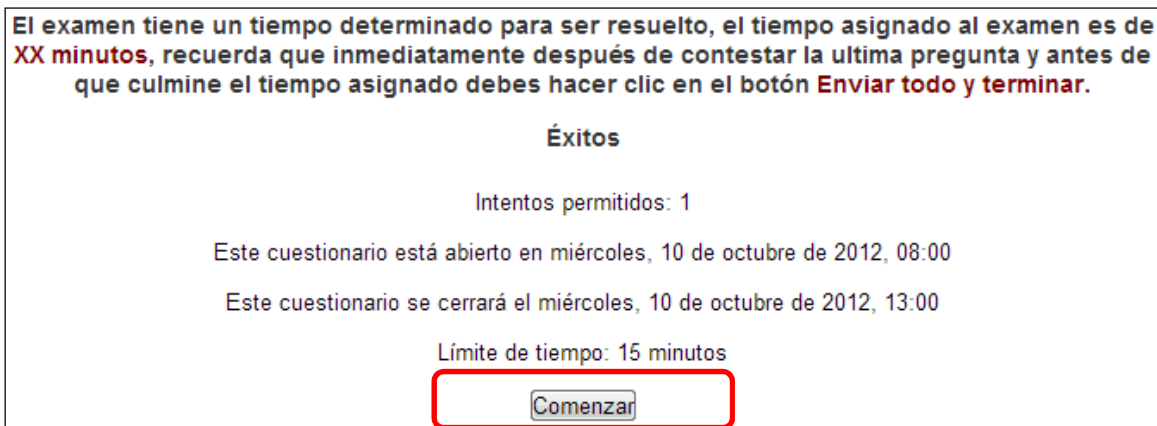 El examen tiene un tiempo determinado para ser resuelto, el tiempo asignado al examen es de
XX minutos, recuerda que inmediatamente después de contestar la ultima pregunta y antes de
que culmine el tiempo asignado debes hacer clic en el botón Enviar todo y terminar.
Éxitos
Intentos permitidos: 1
Este cuestionario está abierto en miércoles, 10 de octubre de 2012, 08:00
Este cuestionario se cerrará el miércoles, 10 de octubre de 2012, 13:00
Límite de tiempo: 15 minutos
Comenzar